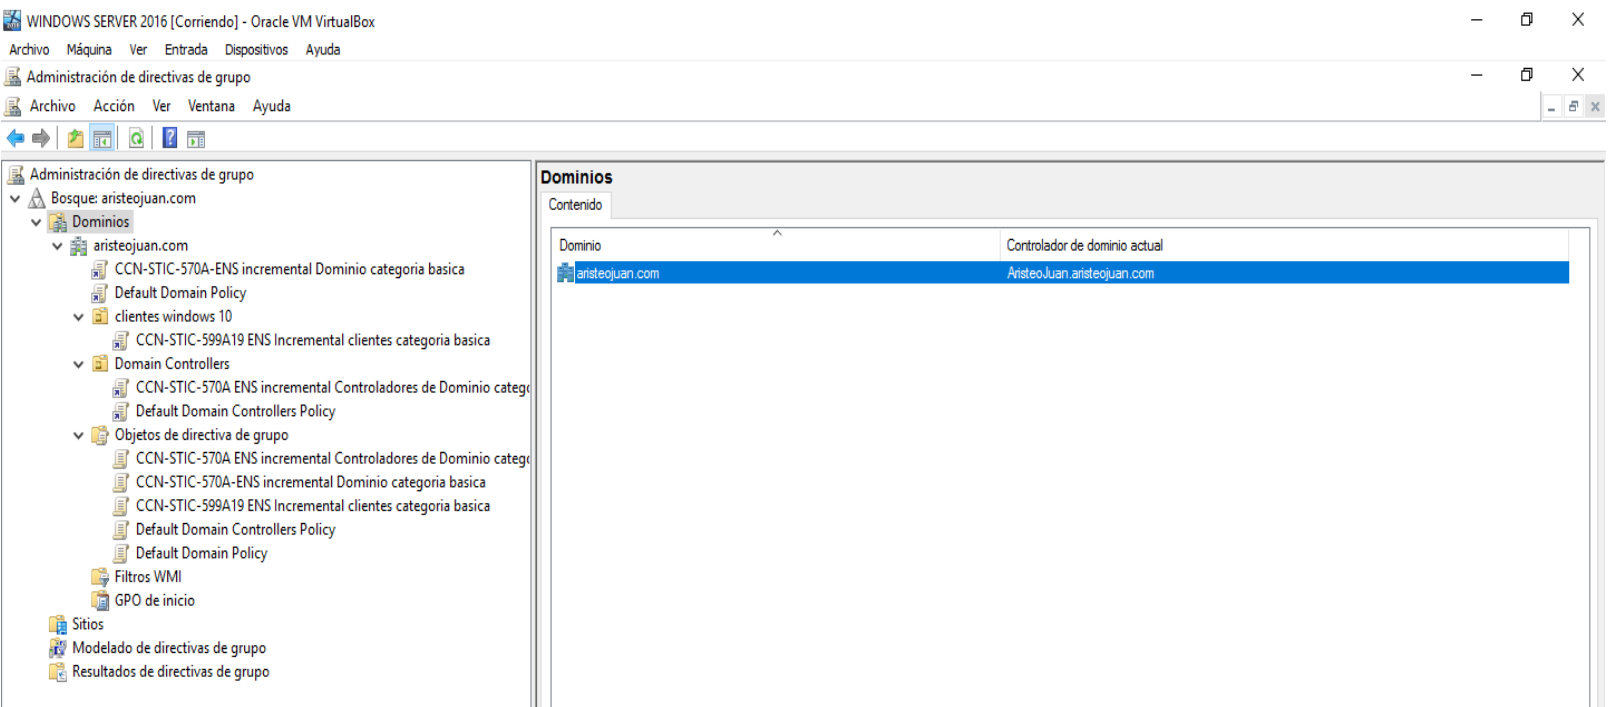 WINDOWS SERVER 2016 [Corriendo] - Oracle VM VirtualBox
Archivo Máquina Ver Entrada Dispositivos Ayuda
Administración de directivas de grupo
Archivo Acción Ver Ventana Ayuda
Administración de directivas de grupo
Bosque: aristeojuan.com
Dominios
aristeojuan.com
CCN-STIC-570A-ENS incremental Dominio categoria basica
Default Domain Policy
clientes windows 10
CCN-STIC-599A19 ENS Incremental clientes categoria basica
Domain Controllers
CCN-STIC-570A ENS incremental Controladores de Dominio catego
Default Domain Controllers Policy
Objetos de directiva de grupo
CCN-STIC-570A ENS incremental Controladores de Dominio catego
CCN-STIC-570A-ENS incremental Dominio categoria basica
CCN-STIC-599A19 ENS Incremental clientes categoria basica
Default Domain Controllers Policy
Default Domain Policy
Filtros WMI
GPO de inicio
Sitios
Modelado de directivas de grupo
Resultados de directivas de grupo
Dominios
Contenido
Dominio Controlador de dominio actual
aristeojuan.com AristeoJuan.aristeojuan.com